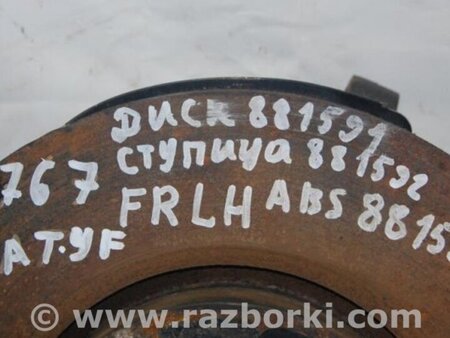 ДИСК 881591
СТУПИЦА 881592
767
FRLH ABS 8815
AT.YF
www.razborki.com